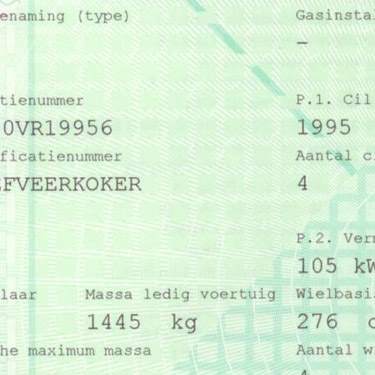 enaming (type) Gasinstal
-
tienummer P.1. Cil
0VR19956 1995
ficatienummer Aantal c
FVEERKOKER 4
P.2. Ver
105 kW
laar Massa ledig voertuig Wielbasi
1445 kg 276 c
he maximum massa Aantal w